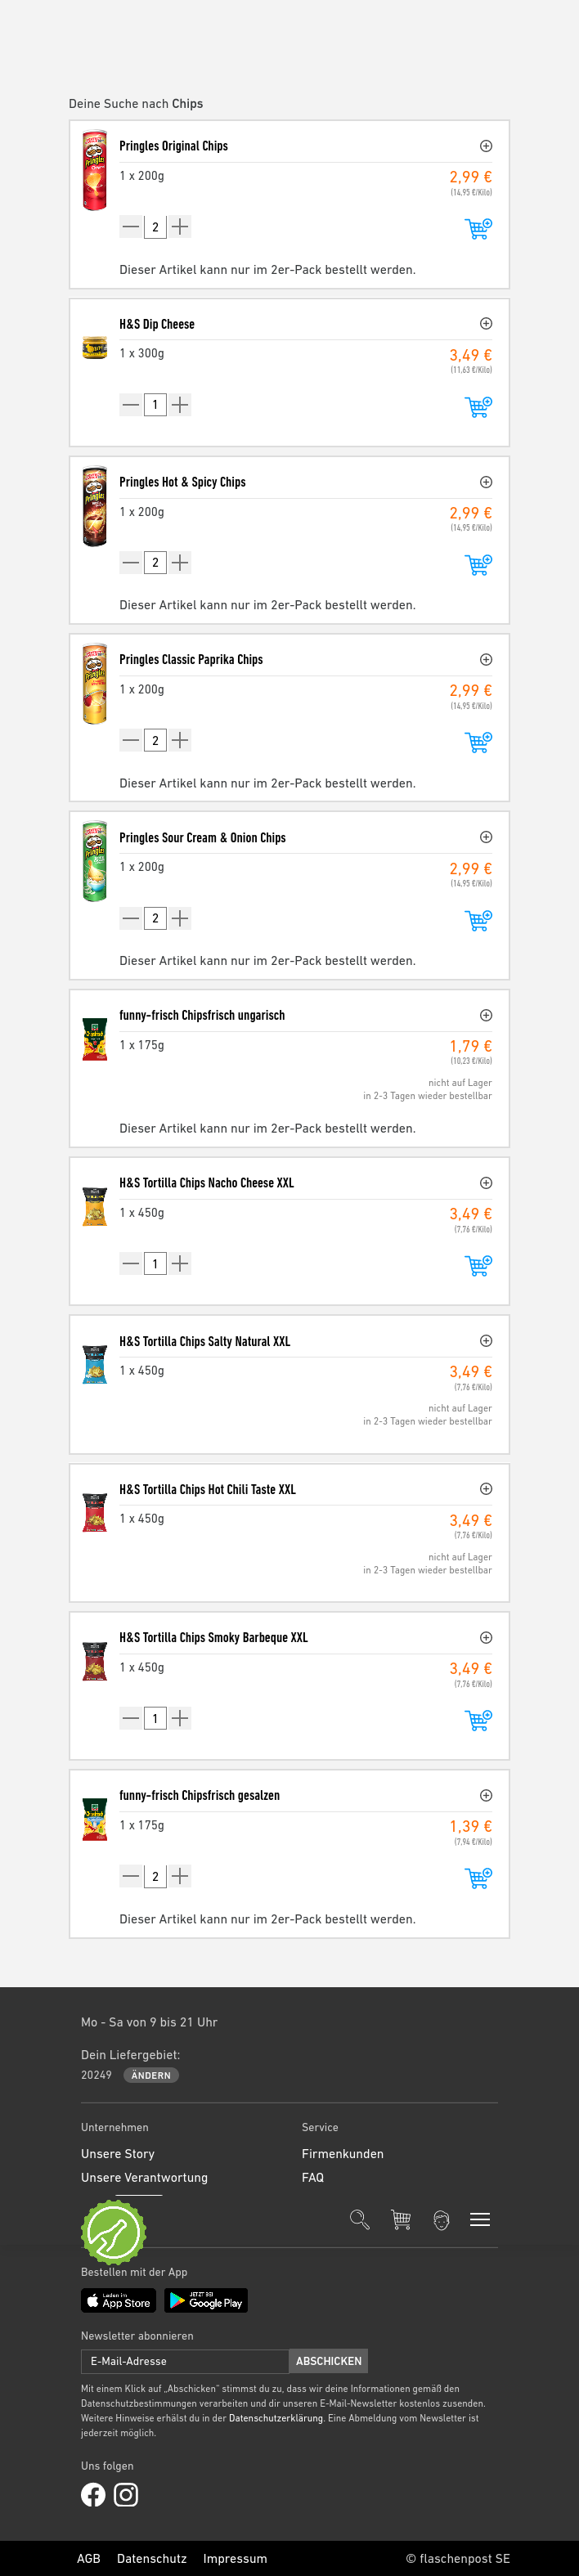 Deine Suche nach Chips
Pringles Original Chips
1 x 200g
2,99 €
(14,95 €/Kilo)
2
Dieser Artikel kann nur im 2er-Pack bestellt werden.
H&S Dip Cheese
1 x 300g
3,49 €
(11,63 €/Kilo)
1
Pringles Hot & Spicy Chips
1 x 200g
2,99 €
(14,95 €/Kilo)
2
Dieser Artikel kann nur im 2er-Pack bestellt werden.
Pringles Classic Paprika Chips
1 x 200g
2,99 €
(14,95 €/Kilo)
2
Dieser Artikel kann nur im 2er-Pack bestellt werden.
Pringles Sour Cream & Onion Chips
1 x 200g
2,99 €
(14,95 €/Kilo)
2
Dieser Artikel kann nur im 2er-Pack bestellt werden.
funny-frisch Chipsfrisch ungarisch
1 x 175g
1,79 €
(10,23 €/Kilo)
nicht auf Lager
in 2-3 Tagen wieder bestellbar
Dieser Artikel kann nur im 2er-Pack bestellt werden.
H&S Tortilla Chips Nacho Cheese XXL
1 x 450g
3,49 €
(7,76 €/Kilo)
1
H&S Tortilla Chips Salty Natural XXL
1 x 450g
3,49 €
(7,76 €/Kilo)
nicht auf Lager
in 2-3 Tagen wieder bestellbar
H&S Tortilla Chips Hot Chili Taste XXL
1 x 450g
3,49 €
(7,76 €/Kilo)
nicht auf Lager
in 2-3 Tagen wieder bestellbar
H&S Tortilla Chips Smoky Barbeque XXL
1 x 450g
3,49 €
(7,76 €/Kilo)
1
funny-frisch Chipsfrisch gesalzen
1 x 175g
1,39 €
(7,94 €/Kilo)
2
Dieser Artikel kann nur im 2er-Pack bestellt werden.
Mo - Sa von 9 bis 21 Uhr
Dein Liefergebiet:
20249 ÄNDERN
Unternehmen
Unsere Story
Unsere Verantwortung
Service
Firmenkunden
FAQ
Bestellen mit der App
Laden im App Store
JETZT BEI Google Play
Newsletter abonnieren
E-Mail-Adresse ABSCHICKEN
Mit einem Klick auf „Abschicken" stimmst du zu, dass wir deine Informationen gemäß den
Datenschutzbestimmungen verarbeiten und dir unseren E-Mail-Newsletter kostenlos zusenden.
Weitere Hinweise erhälst du in der Datenschutzerklärung. Eine Abmeldung vom Newsletter ist
jederzeit möglich.
Uns folgen
AGB Datenschutz Impressum © flaschenpost SE